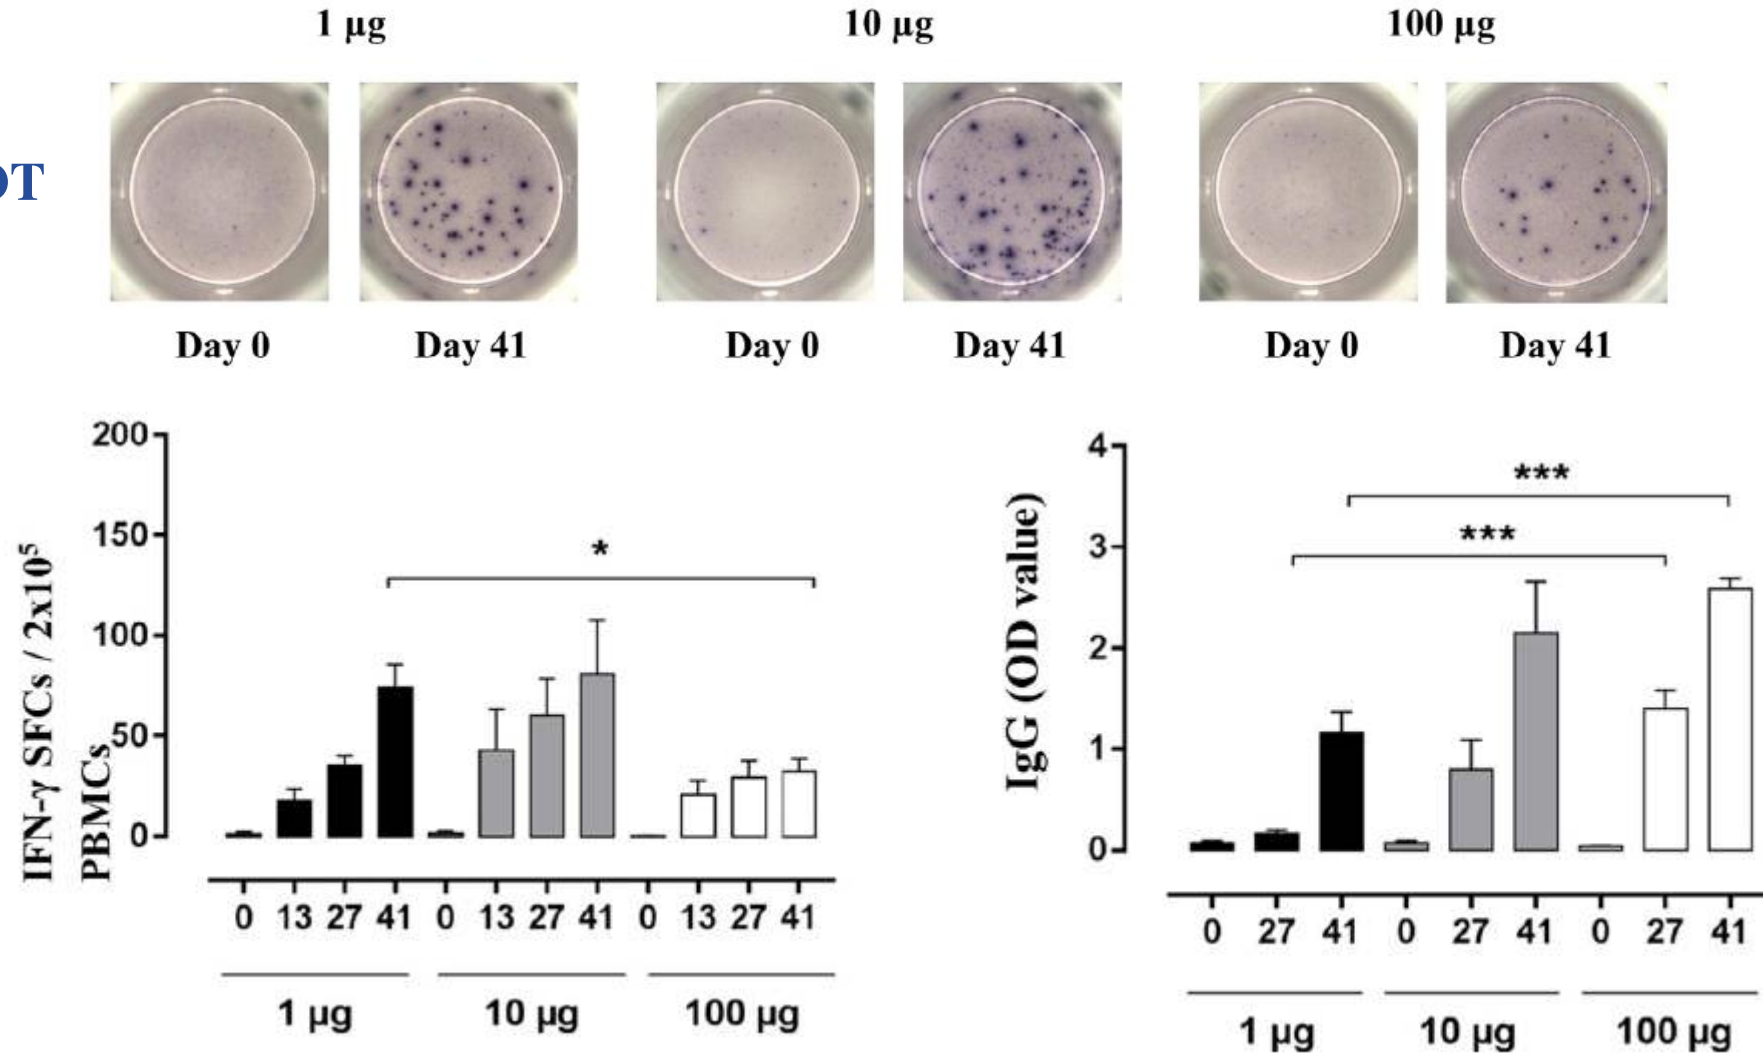 1 µg 10 µg 100 µg
OT
Day 0 Day 41 Day 0 Day 41 Day 0 Day 41
IFN-γ SFCs / 2x10⁵
PBMCs
200
150
100
50
0
*
0 13 27 41 0 13 27 41 0 13 27 41
1 µg 10 µg 100 µg
IgG (OD value)
4
3
2
1
0
***
***
0 27 41 0 27 41 0 27 41
1 µg 10 µg 100 µg